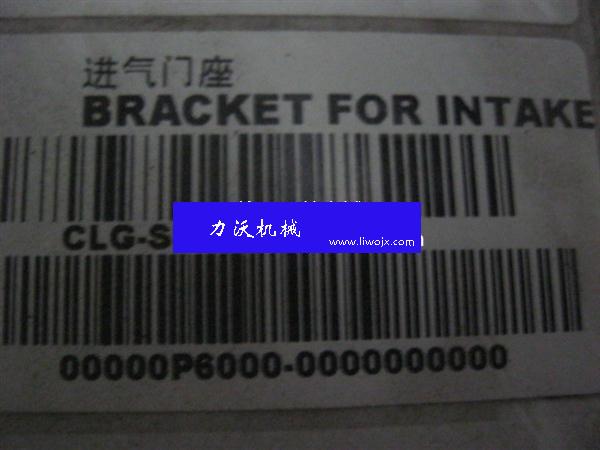 进气门座
BRACKET FOR INTAKE
CLG-S
力沃机械
www.liwojx.com
00000P6000-0000000000